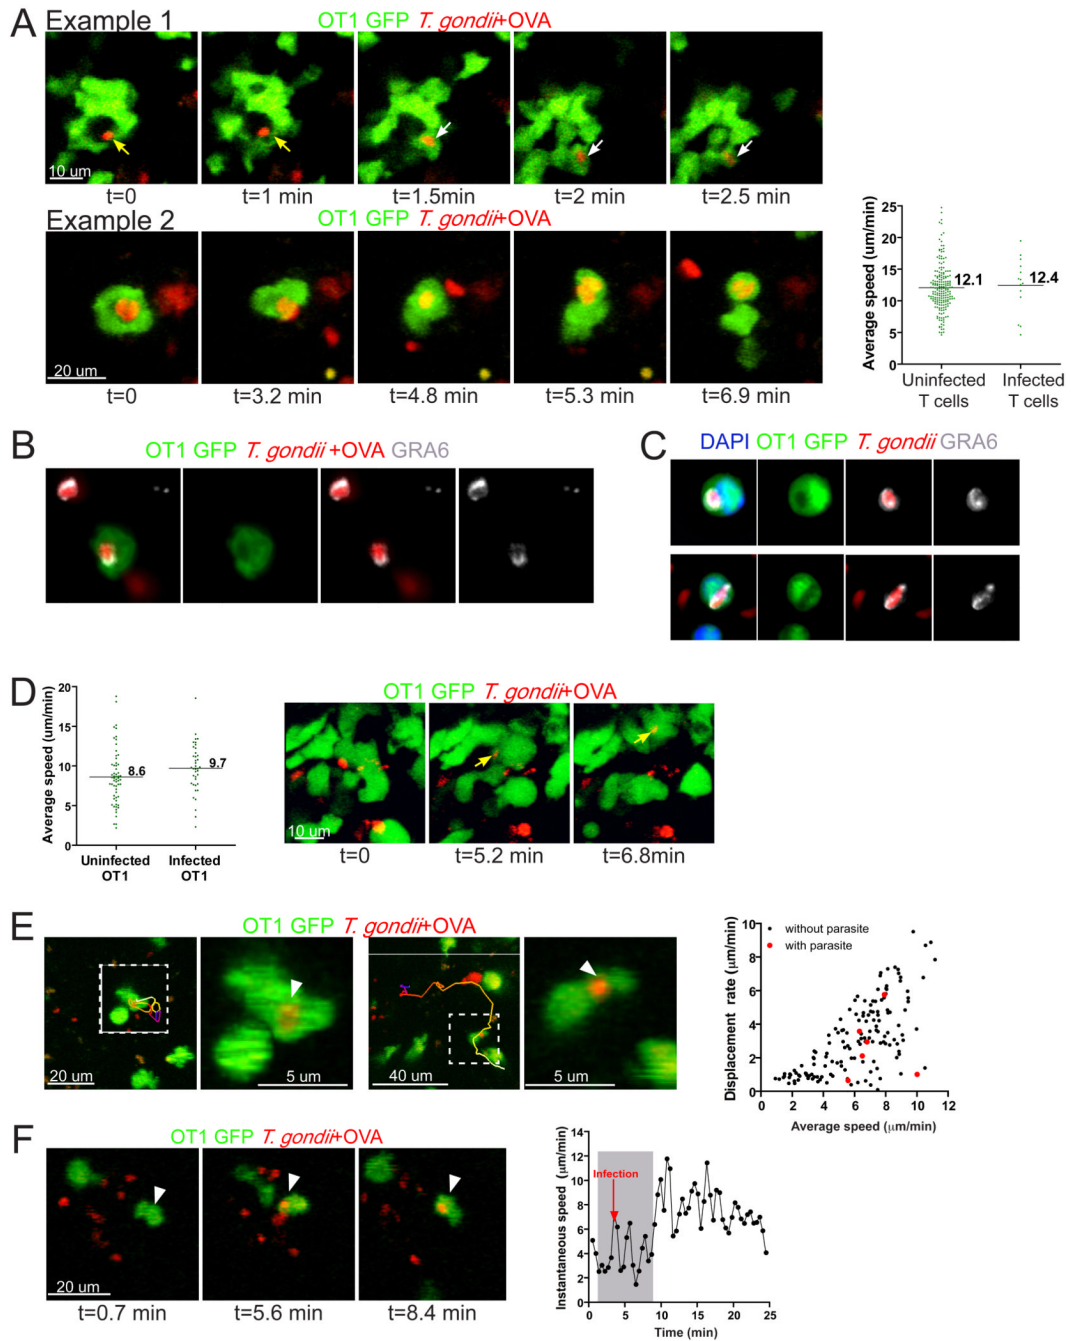 A
Example 1
OT1 GFP T. gondii+OVA
10 um
t=0
t=1 min
t=1.5min
t=2 min
t=2.5 min
Example 2
OT1 GFP T. gondii+OVA
20 um
t=0
t=3.2 min
t=4.8 min
t=5.3 min
t=6.9 min
Average speed (um/min)
25
20
15
10
5
0
12.1
12.4
Uninfected
T cells
Infected
T cells
B
OT1 GFP T. gondii +OVA GRA6
C
DAPI OT1 GFP T. gondii GRA6
D
Average speed (um/min)
20
15
10
5
0
8.6
9.7
Uninfected
OT1
Infected
OT1
OT1 GFP T. gondii+OVA
10 um
t=0
t=5.2 min
t=6.8min
E
OT1 GFP T. gondii+OVA
20 um
5 um
40 um
5 um
Displacement rate (μm/min)
10
8
6
4
2
0
without parasite
with parasite
0 2 4 6 8 10 12
Average speed (μm/min)
F
OT1 GFP T. gondii+OVA
20 um
t=0.7 min
t=5.6 min
t=8.4 min
Instantaneous speed (μm/min)
14
12
10
8
6
4
2
0
Infection
0 5 10 15 20 25
Time (min)